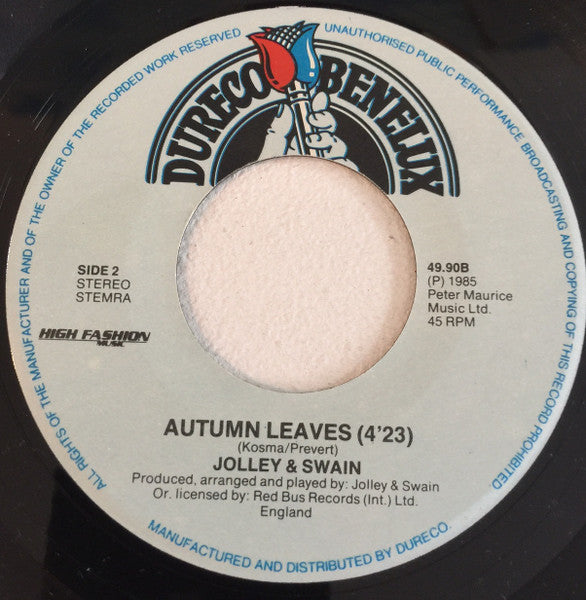 ALL RIGHTS OF THE MANUFACTURER AND OF THE OWNER OF THE RECORDED WORK RESERVED
UNAUTHORISED PUBLIC PERFORMANCE BROADCASTING AND COPYING OF THIS RECORD PROHIBITED
DURECO BENELUX
SIDE 2
STEREO
STEMRA
HIGH FASHION
MUSIC
49.90B
(P) 1985
Peter Maurice
Music Ltd.
45 RPM
AUTUMN LEAVES (4'23)
(Kosma/Prevert)
JOLLEY & SWAIN
Produced, arranged and played by: Jolley & Swain
Or. licensed by: Red Bus Records (Int.) Ltd.
England
MANUFACTURED AND DISTRIBUTED BY DURECO.